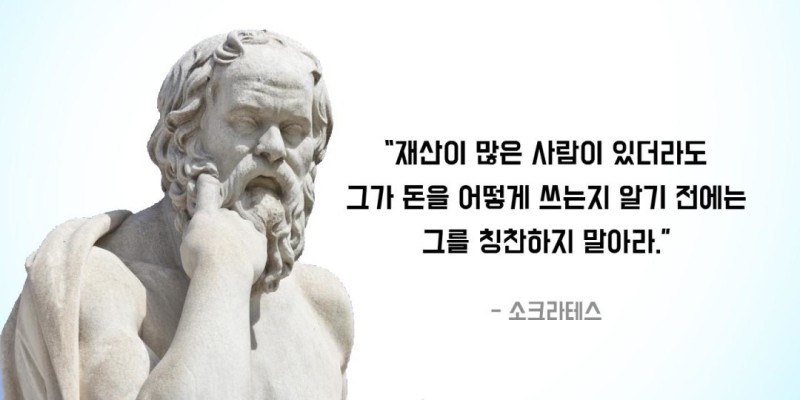 "재산이 많은 사람이 있더라도
그가 돈을 어떻게 쓰는지 알기 전에는
그를 칭찬하지 말아라."
- 소크라테스